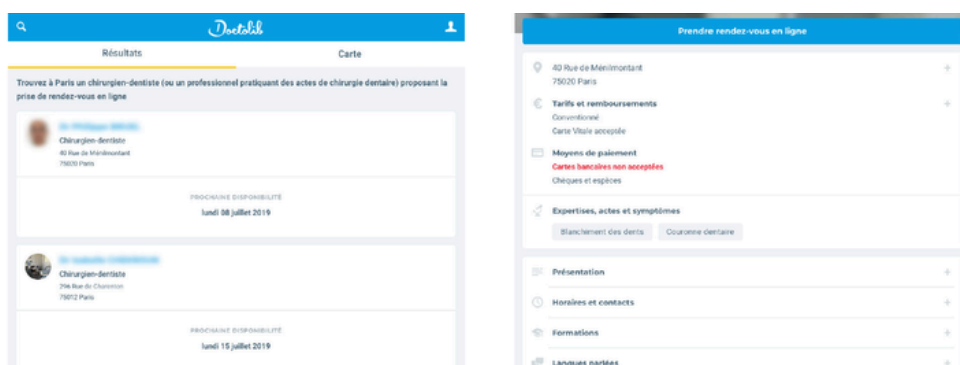 Doctolib
Résultats
Carte
Trouvez à Paris un chirurgien-dentiste (ou un professionnel pratiquant des actes de chirurgie dentaire) proposant la
prise de rendez-vous en ligne
Chirurgien-dentiste
40 Rue de Ménilmontant
75020 Paris
PROCHAINE DISPONIBILITÉ
lundi 08 juillet 2019
Chirurgien-dentiste
296 Rue de Charenton
75012 Paris
PROCHAINE DISPONIBILITÉ
lundi 15 juillet 2019
Prendre rendez-vous en ligne
40 Rue de Ménilmontant
75020 Paris
Tarifs et remboursements
Conventionné
Carte Vitale acceptée
Moyens de paiement
Cartes bancaires non acceptées
Chèques et espèces
Expertises, actes et symptômes
Blanchiment des dents
Couronne dentaire
Présentation
Horaires et contacts
Formations
Langues parlées